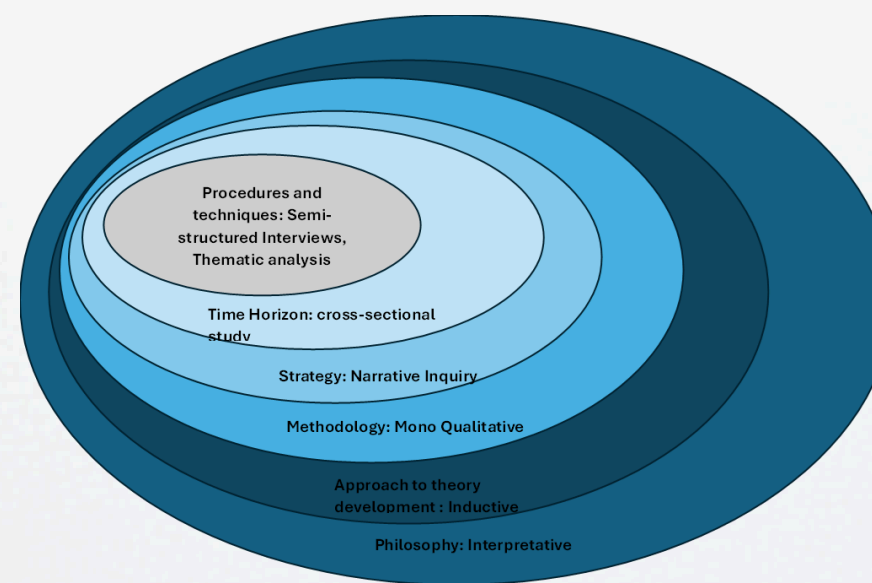 Procedures and
techniques: Semi-
structured Interviews,
Thematic analysis
Time Horizon: cross-sectional
study
Strategy: Narrative Inquiry
Methodology: Mono Qualitative
Approach to theory
development : Inductive
Philosophy: Interpretative